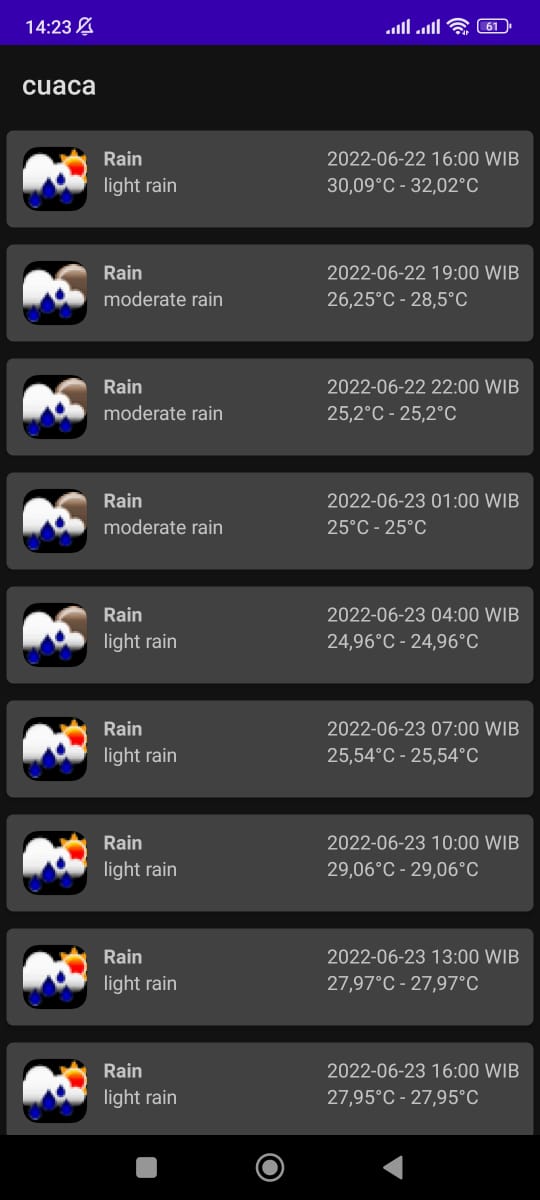 14:23 61
cuaca
Rain 2022-06-22 16:00 WIB
light rain 30,09°C - 32,02°C
Rain 2022-06-22 19:00 WIB
moderate rain 26,25°C - 28,5°C
Rain 2022-06-22 22:00 WIB
moderate rain 25,2°C - 25,2°C
Rain 2022-06-23 01:00 WIB
moderate rain 25°C - 25°C
Rain 2022-06-23 04:00 WIB
light rain 24,96°C - 24,96°C
Rain 2022-06-23 07:00 WIB
light rain 25,54°C - 25,54°C
Rain 2022-06-23 10:00 WIB
light rain 29,06°C - 29,06°C
Rain 2022-06-23 13:00 WIB
light rain 27,97°C - 27,97°C
Rain 2022-06-23 16:00 WIB
light rain 27,95°C - 27,95°C